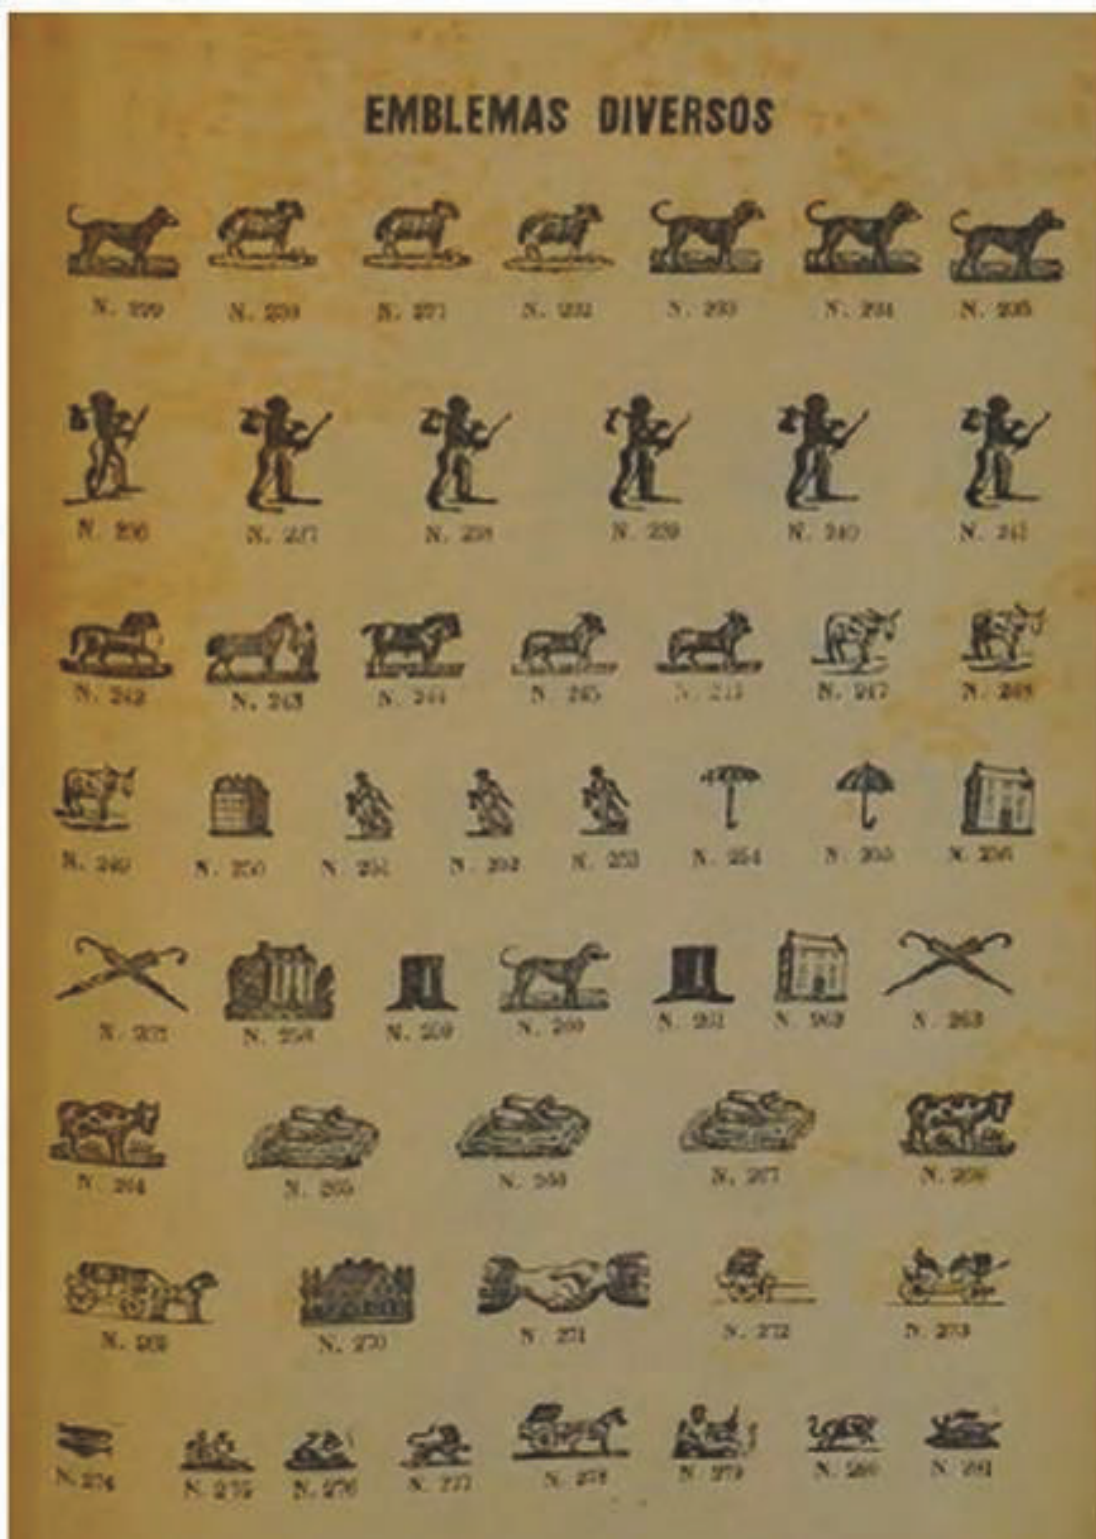 EMBLEMAS DIVERSOS
N. 229 N. 230 N. 231 N. 232 N. 233 N. 234 N. 235
N. 236 N. 237 N. 238 N. 239 N. 240 N. 241
N. 242 N. 243 N. 244 N. 245 N. N. 247 N. 248
N. 249 N. 250 N. 251 N. 252 N. 253 N. 254 N. 255 N. 256
N. 257 N. 258 N. 259 N. 260 N. 261 N. 262 N. 263
N. 264 N. 265 N. 266 N. 267 N. 268
N. 269 N. 270 N. 271 N. 272 N. 273
N. 274 N. 275 N. 276 N. 277 N. 278 N. 279 N. 280 N. 281